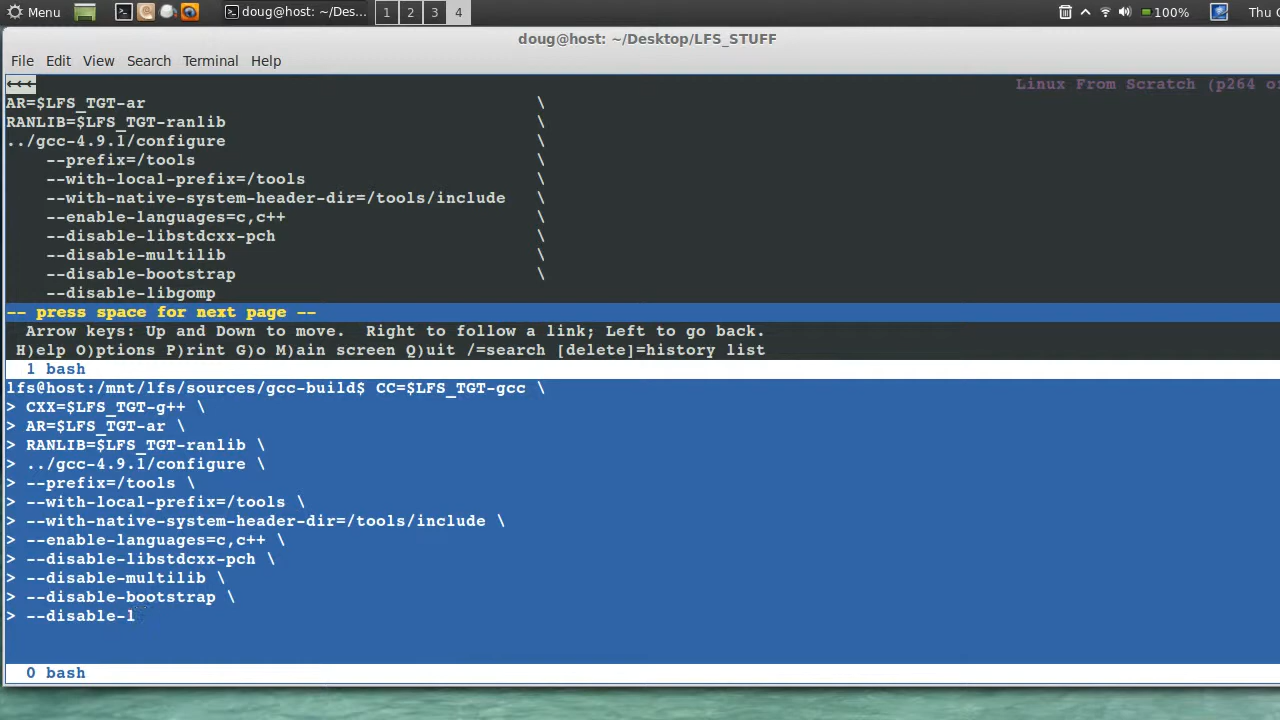 Menu doug@host: ~/Des... 1 2 3 4 100% Thu
doug@host: ~/Desktop/LFS_STUFF
File Edit View Search Terminal Help
←←← Linux From Scratch (p264 o
AR=$LFS_TGT-ar \
RANLIB=$LFS_TGT-ranlib \
../gcc-4.9.1/configure \
--prefix=/tools \
--with-local-prefix=/tools \
--with-native-system-header-dir=/tools/include \
--enable-languages=c,c++ \
--disable-libstdcxx-pch \
--disable-multilib \
--disable-bootstrap \
--disable-libgomp
-- press space for next page --
Arrow keys: Up and Down to move. Right to follow a link; Left to go back.
H)elp O)ptions P)rint G)o M)ain screen Q)uit /=search [delete]=history list
1 bash
lfs@host:/mnt/lfs/sources/gcc-build$ CC=$LFS_TGT-gcc \
> CXX=$LFS_TGT-g++ \
> AR=$LFS_TGT-ar \
> RANLIB=$LFS_TGT-ranlib \
> ../gcc-4.9.1/configure \
> --prefix=/tools \
> --with-local-prefix=/tools \
> --with-native-system-header-dir=/tools/include \
> --enable-languages=c,c++ \
> --disable-libstdcxx-pch \
> --disable-multilib \
> --disable-bootstrap \
> --disable-l
0 bash